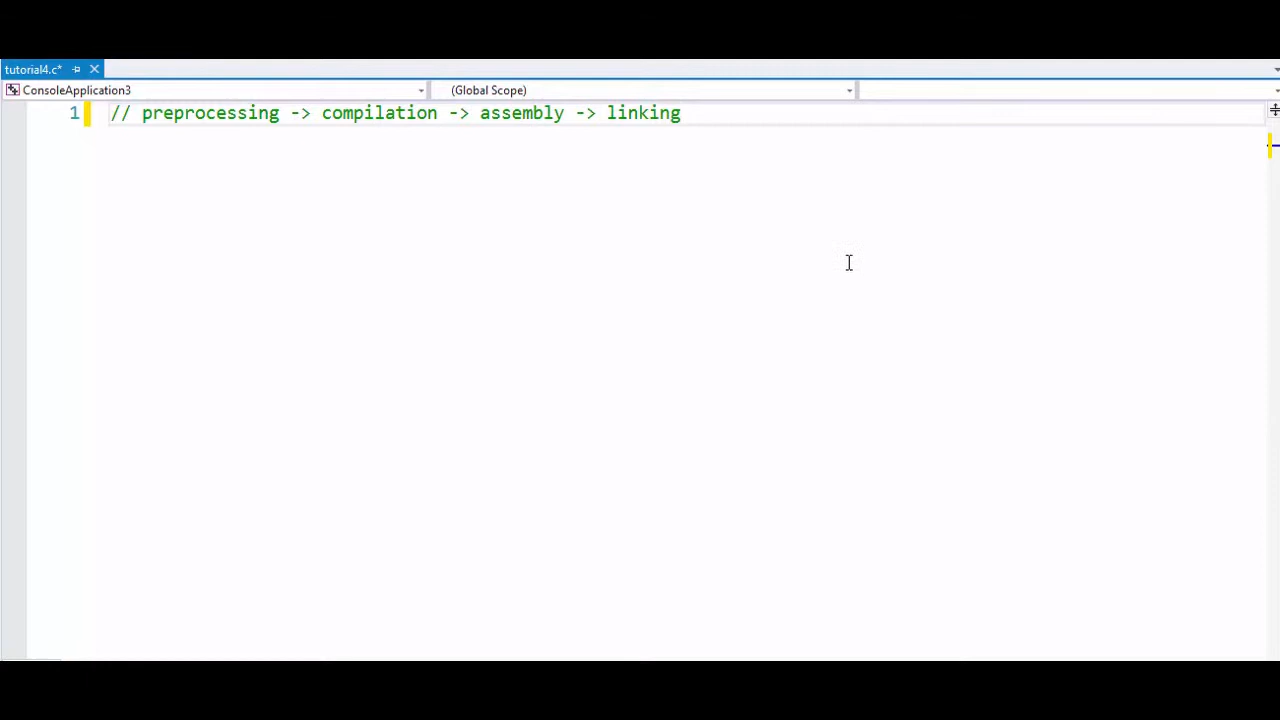 tutorial4.c*
ConsoleApplication3 (Global Scope)
1 // preprocessing -> compilation -> assembly -> linking